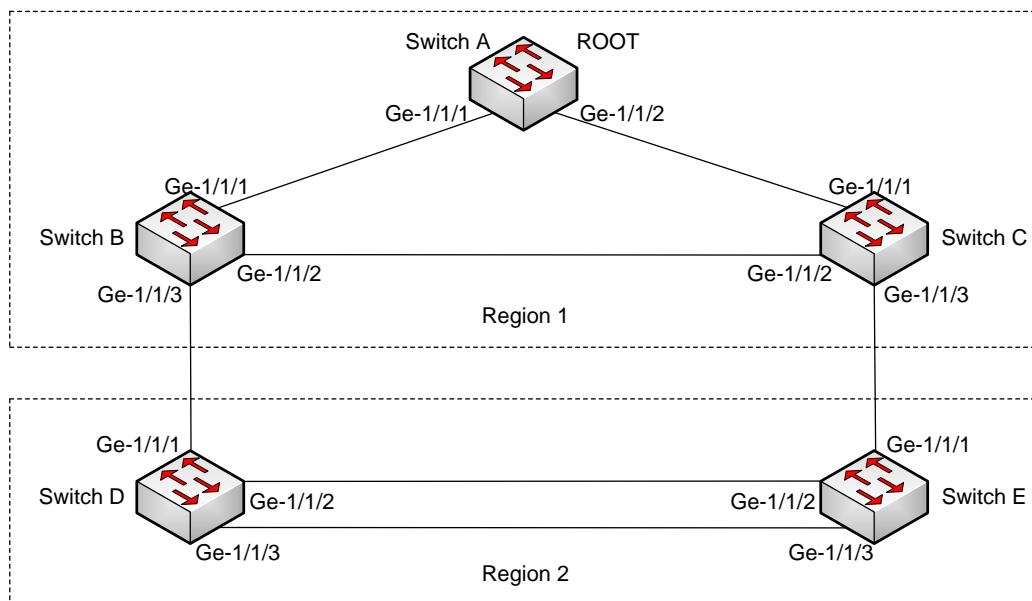 Switch A
ROOT
Ge-1/1/1
Ge-1/1/2
Ge-1/1/1
Ge-1/1/1
Switch B
Switch C
Ge-1/1/2
Ge-1/1/2
Ge-1/1/3
Ge-1/1/3
Region 1
Ge-1/1/1
Ge-1/1/1
Switch D
Ge-1/1/2
Ge-1/1/2
Switch E
Ge-1/1/3
Ge-1/1/3
Region 2